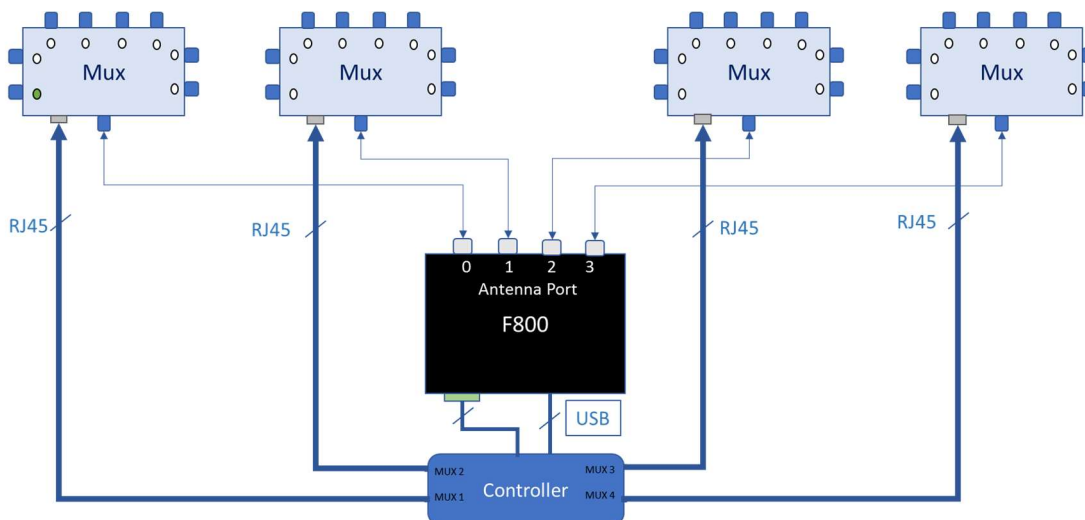 Mux
Mux
Mux
Mux
RJ45
RJ45
RJ45
RJ45
0 1 2 3
Antenna Port
F800
USB
MUX 2
MUX 3
Controller
MUX 1
MUX 4